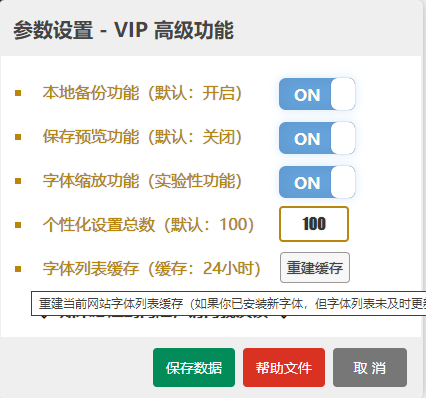 参数设置 - VIP 高级功能
本地备份功能（默认：开启） ON
保存预览功能（默认：关闭） ON
字体缩放功能（实验性功能） ON
个性化设置总数（默认：100） 100
字体列表缓存（缓存：24小时） 重建缓存
重建当前网站字体列表缓存（如果你已安装新字体，但字体列表未及时更
保存数据 帮助文件 取 消